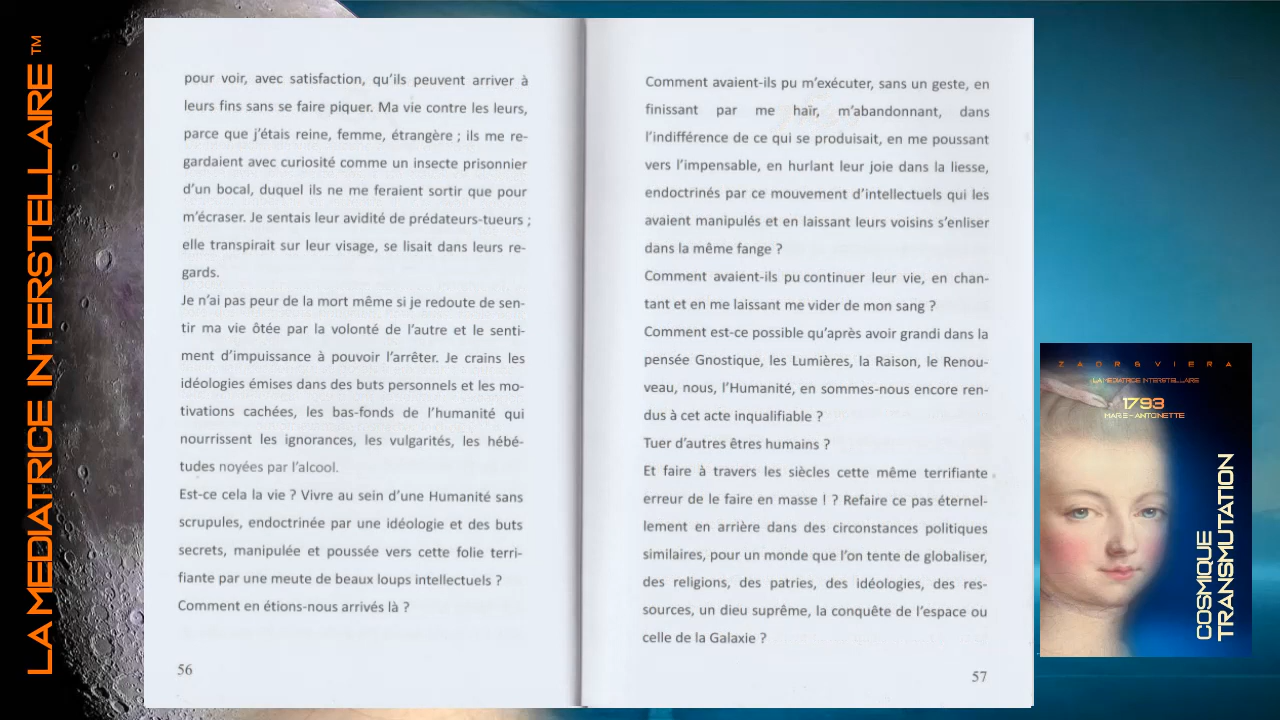 LA MEDIATRICE INTERSTELLAIRE ™
pour voir, avec satisfaction, qu’ils peuvent arriver à
leurs fins sans se faire piquer. Ma vie contre les leurs,
parce que j’étais reine, femme, étrangère ; ils me re-
gardaient avec curiosité comme un insecte prisonnier
d’un bocal, duquel ils ne me feraient sortir que pour
m’écraser. Je sentais leur avidité de prédateurs-tueurs ;
elle transpirait sur leur visage, se lisait dans leurs re-
gards.
Je n’ai pas peur de la mort même si je redoute de sen-
tir ma vie ôtée par la volonté de l’autre et le senti-
ment d’impuissance à pouvoir l’arrêter. Je crains les
idéologies émises dans des buts personnels et les mo-
tivations cachées, les bas-fonds de l’humanité qui
nourrissent les ignorances, les vulgarités, les hébé-
tudes noyées par l’alcool.
Est-ce cela la vie ? Vivre au sein d’une Humanité sans
scrupules, endoctrinée par une idéologie et des buts
secrets, manipulée et poussée vers cette folie terri-
fiante par une meute de beaux loups intellectuels ?
Comment en étions-nous arrivés là ?
56
Comment avaient-ils pu m’exécuter, sans un geste, en
finissant par me haïr, m’abandonnant, dans
l’indifférence de ce qui se produisait, en me poussant
vers l’impensable, en hurlant leur joie dans la liesse,
endoctrinés par ce mouvement d’intellectuels qui les
avaient manipulés et en laissant leurs voisins s’enliser
dans la même fange ?
Comment avaient-ils pu continuer leur vie, en chan-
tant et en me laissant me vider de mon sang ?
Comment est-ce possible qu’après avoir grandi dans la
pensée Gnostique, les Lumières, la Raison, le Renou-
veau, nous, l’Humanité, en sommes-nous encore ren-
dus à cet acte inqualifiable ?
Tuer d’autres êtres humains ?
Et faire à travers les siècles cette même terrifiante
erreur de le faire en masse ! ? Refaire ce pas éternel-
lement en arrière dans des circonstances politiques
similaires, pour un monde que l’on tente de globaliser,
des religions, des patries, des idéologies, des res-
sources, un dieu suprême, la conquête de l’espace ou
celle de la Galaxie ?
57
ZAOR & VIERA
LA MEDIATRICE INTERSTELLAIRE
1793
MARIE-ANTOINETTE
COSMIQUE
TRANSMUTATION